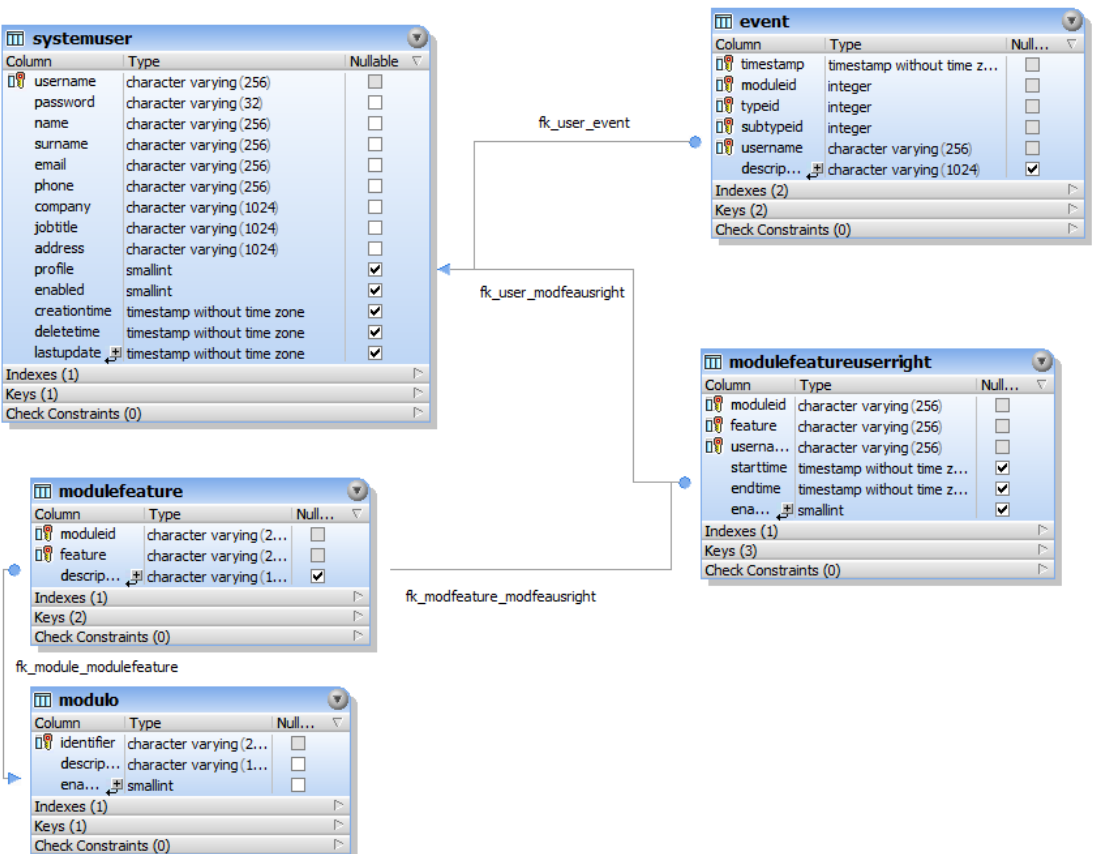 systemuser
Column Type Nullable
username character varying(256)
password character varying(32)
name character varying(256)
surname character varying(256)
email character varying(256)
phone character varying(256)
company character varying(1024)
jobtitle character varying(1024)
address character varying(1024)
profile smallint
enabled smallint
creationtime timestamp without time zone
deletetime timestamp without time zone
lastupdate timestamp without time zone
Indexes (1)
Keys (1)
Check Constraints (0)
fk_user_event
event
Column Type Null...
timestamp timestamp without time z...
moduleid integer
typeid integer
subtypeid integer
username character varying(256)
descrip... character varying(1024)
Indexes (2)
Keys (2)
Check Constraints (0)
fk_user_modfeausright
modulefeatureuserright
Column Type Null...
moduleid character varying(256)
feature character varying(256)
userna... character varying(256)
starttime timestamp without time z...
endtime timestamp without time z...
ena... smallint
Indexes (1)
Keys (3)
Check Constraints (0)
modulefeature
Column Type Null...
moduleid character varying(2...
feature character varying(2...
descrip... character varying(1...
Indexes (1)
Keys (2)
Check Constraints (0)
fk_modfeature_modfeausright
fk_module_modulefeature
modulo
Column Type Null...
identifier character varying(2...
descrip... character varying(1...
ena... smallint
Indexes (1)
Keys (1)
Check Constraints (0)